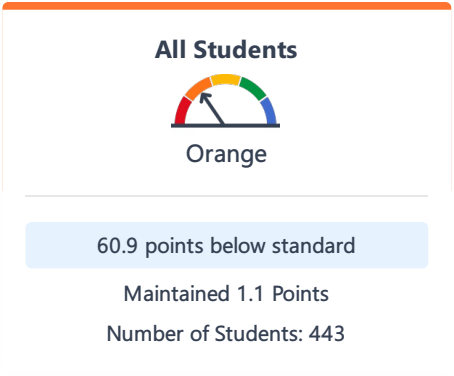 All Students
Orange
60.9 points below standard
Maintained 1.1 Points
Number of Students: 443